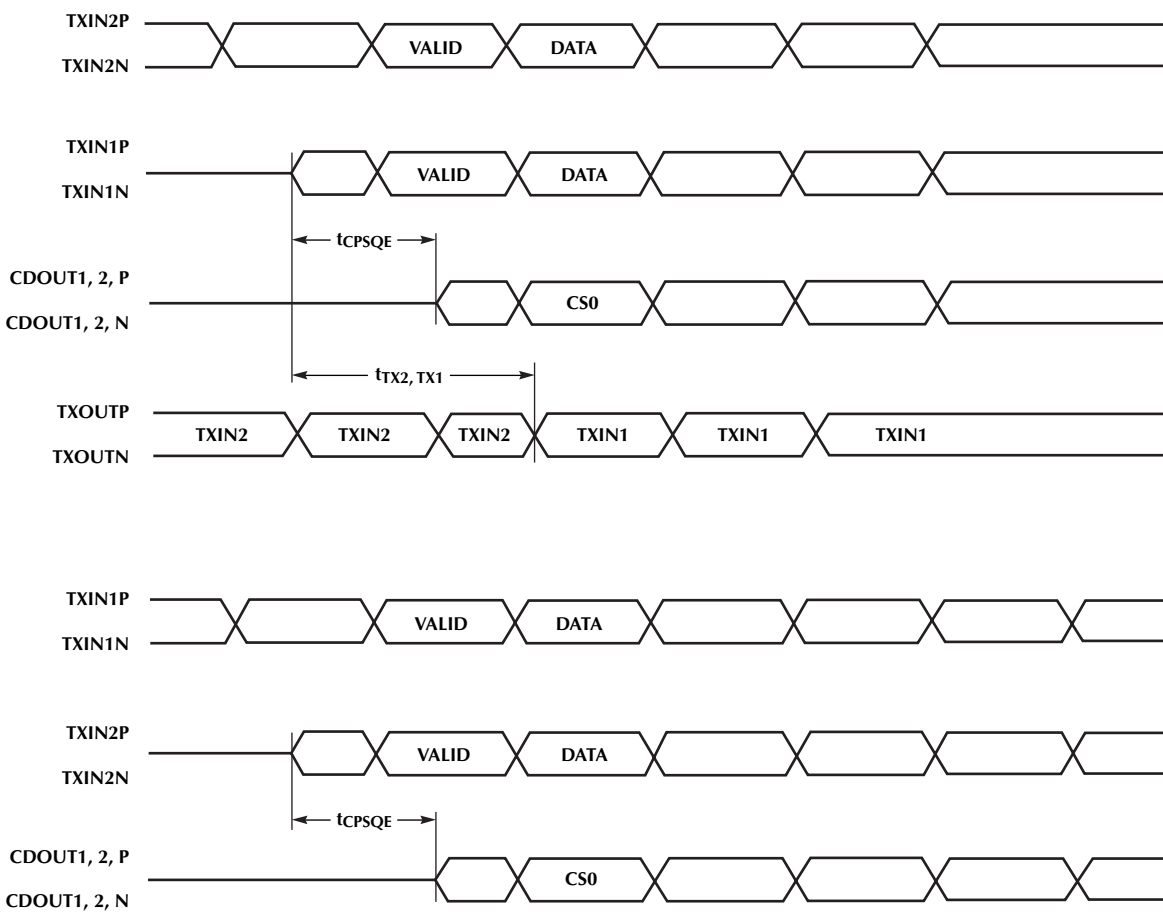 TXIN2P
VALID DATA
TXIN2N
TXIN1P
VALID DATA
TXIN1N
tCPSQE
CDOUT1, 2, P
CS0
CDOUT1, 2, N
tTX2, TX1
TXOUTP
TXIN2 TXIN2 TXIN2 TXIN1 TXIN1 TXIN1
TXOUTN
TXIN1P
VALID DATA
TXIN1N
TXIN2P
VALID DATA
TXIN2N
tCPSQE
CDOUT1, 2, P
CS0
CDOUT1, 2, N